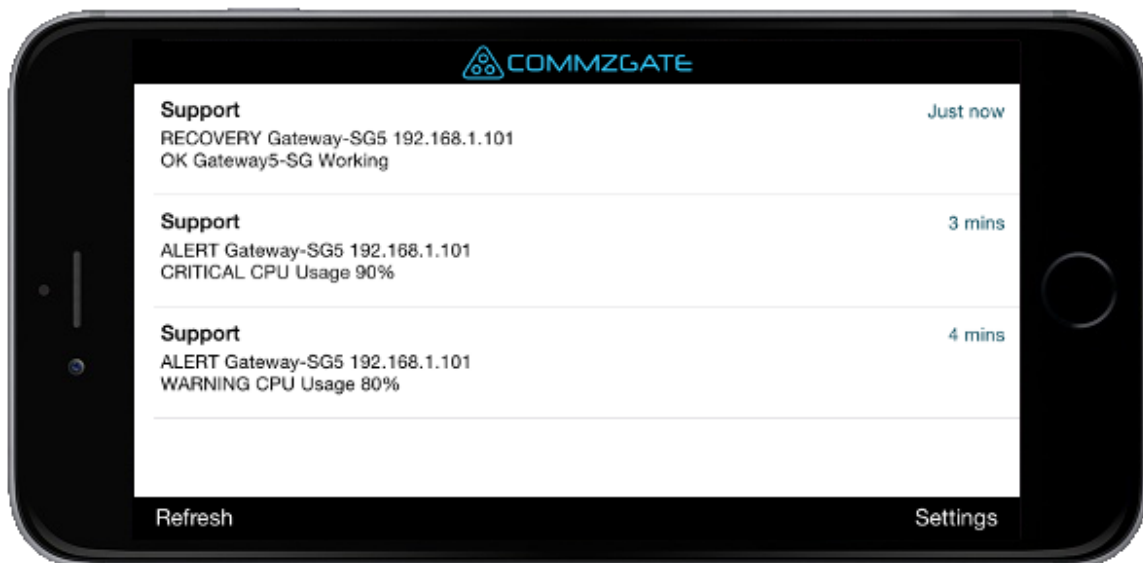 COMMZGATE
Support
Just now
RECOVERY Gateway-SG5 192.168.1.101
OK Gateway5-SG Working
Support
3 mins
ALERT Gateway-SG5 192.168.1.101
CRITICAL CPU Usage 90%
Support
4 mins
ALERT Gateway-SG5 192.168.1.101
WARNING CPU Usage 80%
Refresh
Settings